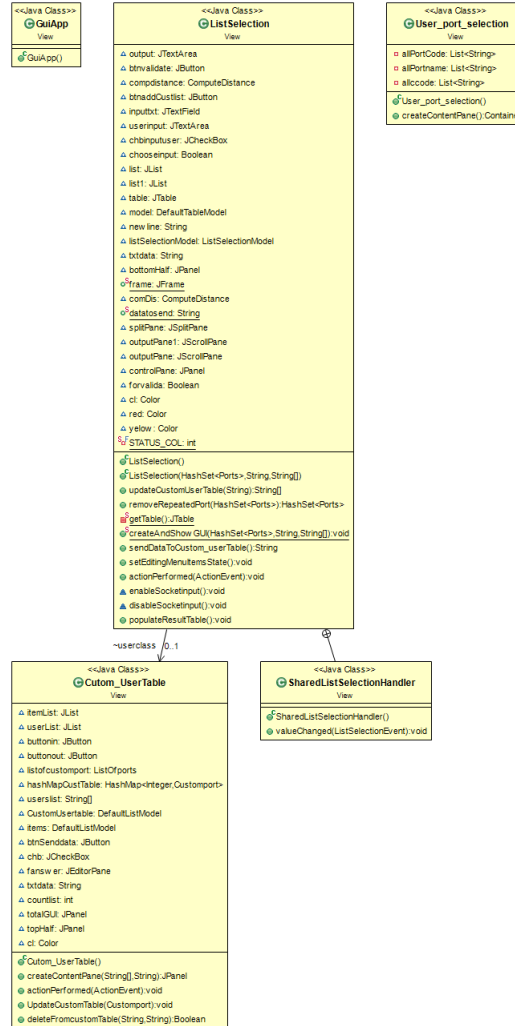 <<Java Class>>
GuiApp
View
GuiApp()
<<Java Class>>
ListSelection
View
output: JTextArea
btnvalidate: JButton
compdistance: ComputeDistance
btnaddCustlist: JButton
inputtxt: JTextField
userinput: JTextArea
chbinputuser: JCheckBox
chooseinput: Boolean
list: JList
list1: JList
table: JTable
model: DefaultTableModel
newline: String
listSelectionModel: ListSelectionModel
txtdata: String
bottomHalf: JPanel
frame: JFrame
comDis: ComputeDistance
datatosend: String
splitPane: JSplitPane
outputPane1: JScrollPane
outputPane: JScrollPane
controlPane: JPanel
forvalida: Boolean
cl: Color
red: Color
yelow: Color
STATUS_COL: int
ListSelection()
ListSelection(HashSet<Ports>,String,String[])
updateCustomUserTable(String):String[]
removeRepeatedPort(HashSet<Ports>):HashSet<Ports>
getTable():JTable
createAndShowGUI(HashSet<Ports>,String,String[]):void
sendDataToCustom_userTable():String
setEditingMenuItemsState():void
actionPerformed(ActionEvent):void
enableSocketinput():void
disableSocketinput():void
populateResultTable():void
<<Java Class>>
User_port_selection
View
allPortCode: List<String>
allPortname: List<String>
allccode: List<String>
User_port_selection()
createContentPane():Contain
~userclass 0..1
<<Java Class>>
Cutom_UserTable
View
itemList: JList
userList: JList
buttonin: JButton
buttonout: JButton
listofcustomport: ListOfports
hashMapCustTable: HashMap<Integer,Customport>
userslist: String[]
CustomUsertable: DefaultListModel
items: DefaultListModel
btnSenddata: JButton
chb: JCheckBox
fanswer: JEditorPane
txtdata: String
countlist: int
totalGUI: JPanel
topHalf: JPanel
cl: Color
Cutom_UserTable()
createContentPane(String[],String):JPanel
actionPerformed(ActionEvent):void
UpdateCustomTable(Customport):void
deleteFromcustomTable(String,String):Boolean
<<Java Class>>
SharedListSelectionHandler
View
SharedListSelectionHandler()
valueChanged(ListSelectionEvent):void